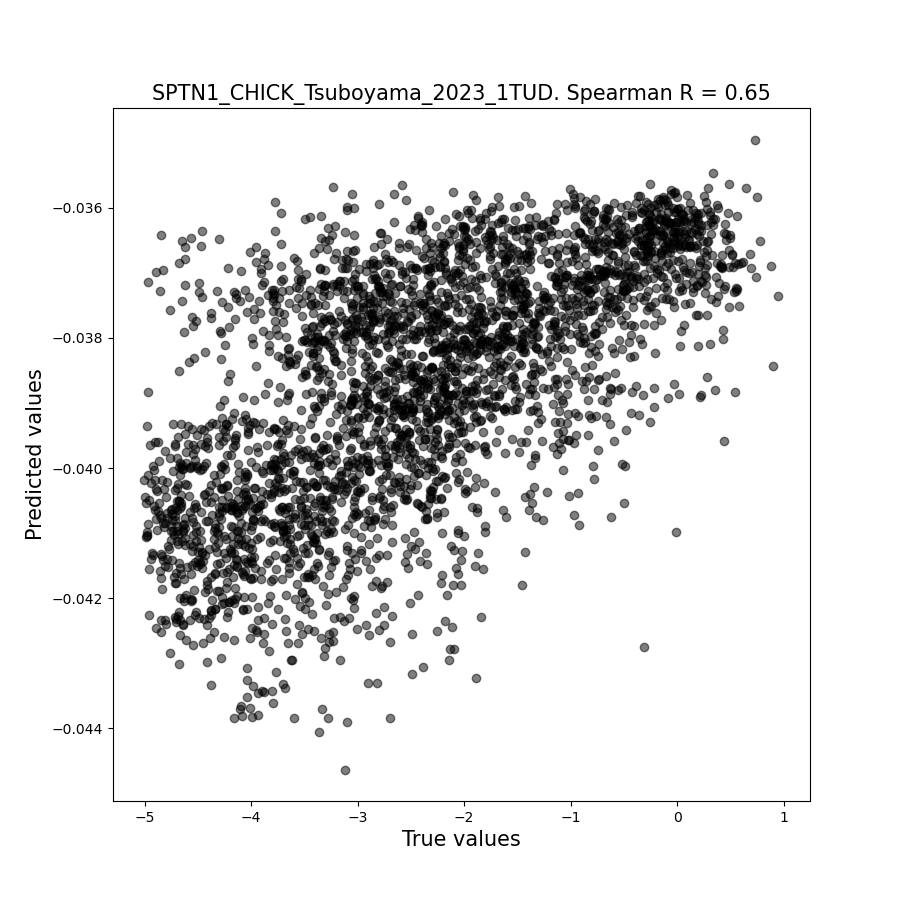 SPTN1_CHICK_Tsuboyama_2023_1TUD. Spearman R = 0.65
Predicted values
−0.036
−0.038
−0.040
−0.042
−0.044
−5 −4 −3 −2 −1 0 1
True values